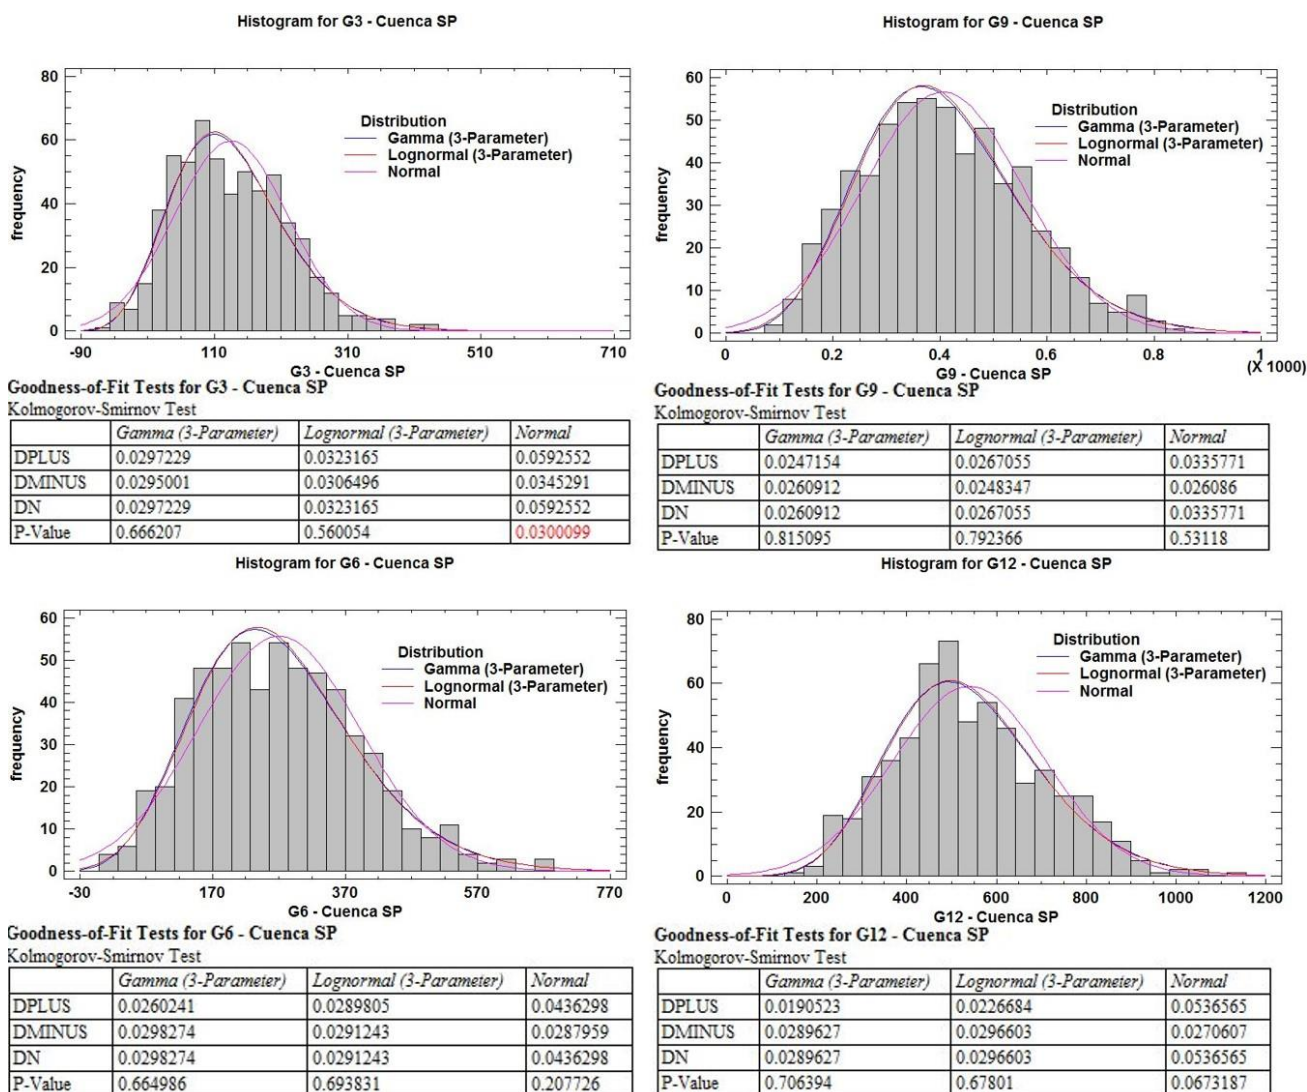 Histogram for G3 - Cuenca SP
80
60
40
20
0
frequency
Distribution
Gamma (3-Parameter)
Lognormal (3-Parameter)
Normal
-90 110 310 510 710
G3 - Cuenca SP
Goodness-of-Fit Tests for G3 - Cuenca SP
Kolmogorov-Smirnov Test
Gamma (3-Parameter) Lognormal (3-Parameter) Normal
DPLUS 0.0297229 0.0323165 0.0592552
DMINUS 0.0295001 0.0306496 0.0345291
DN 0.0297229 0.0323165 0.0592552
P-Value 0.666207 0.560054 0.0300099
Histogram for G9 - Cuenca SP
60
50
40
30
20
10
0
frequency
Distribution
Gamma (3-Parameter)
Lognormal (3-Parameter)
Normal
0 0.2 0.4 0.6 0.8 1
(X 1000)
G9 - Cuenca SP
Goodness-of-Fit Tests for G9 - Cuenca SP
Kolmogorov-Smirnov Test
Gamma (3-Parameter) Lognormal (3-Parameter) Normal
DPLUS 0.0247154 0.0267055 0.0335771
DMINUS 0.0260912 0.0248347 0.026086
DN 0.0260912 0.0267055 0.0335771
P-Value 0.815095 0.792366 0.53118
Histogram for G6 - Cuenca SP
60
50
40
30
20
10
0
frequency
Distribution
Gamma (3-Parameter)
Lognormal (3-Parameter)
Normal
-30 170 370 570 770
G6 - Cuenca SP
Goodness-of-Fit Tests for G6 - Cuenca SP
Kolmogorov-Smirnov Test
Gamma (3-Parameter) Lognormal (3-Parameter) Normal
DPLUS 0.0260241 0.0289805 0.0436298
DMINUS 0.0298274 0.0291243 0.0287959
DN 0.0298274 0.0291243 0.0436298
P-Value 0.664986 0.693831 0.207726
Histogram for G12 - Cuenca SP
80
60
40
20
0
frequency
Distribution
Gamma (3-Parameter)
Lognormal (3-Parameter)
Normal
0 200 400 600 800 1000 1200
G12 - Cuenca SP
Goodness-of-Fit Tests for G12 - Cuenca SP
Kolmogorov-Smirnov Test
Gamma (3-Parameter) Lognormal (3-Parameter) Normal
DPLUS 0.0190523 0.0226684 0.0536565
DMINUS 0.0289627 0.0296603 0.0270607
DN 0.0289627 0.0296603 0.0536565
P-Value 0.706394 0.67801 0.0673187